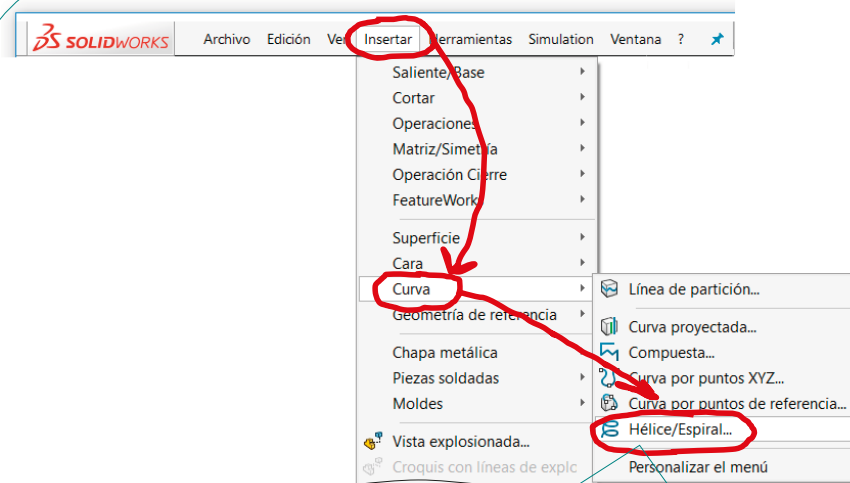 SOLIDWORKS Archivo Edición Ver Insertar Herramientas Simulation Ventana ?
Saliente/Base
Cortar
Operaciones
Matriz/Simetría
Operación Cierre
FeatureWorks
Superficie
Cara
Curva
Geometría de referencia
Chapa metálica
Piezas soldadas
Moldes
Vista explosionada...
Croquis con líneas de explo
Línea de partición...
Curva proyectada...
Compuesta...
Curva por puntos XYZ...
Curva por puntos de referencia...
Hélice/Espiral...
Personalizar el menú